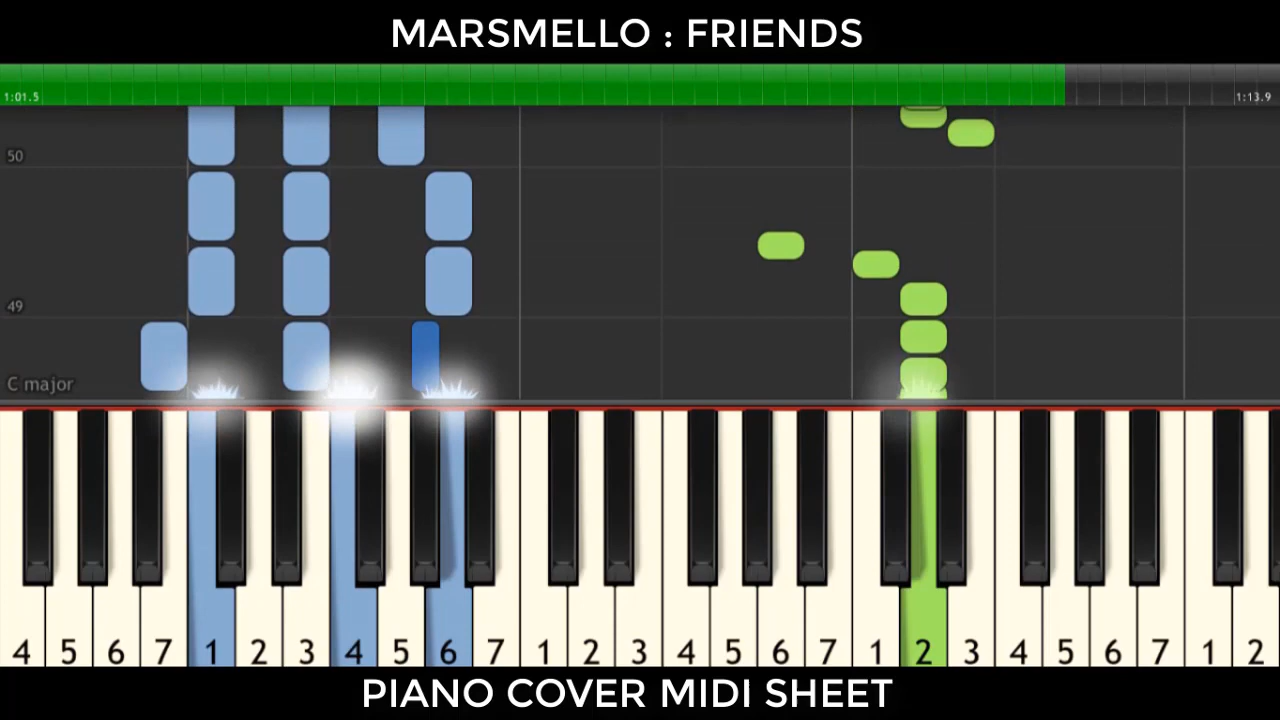 MARSMELLO : FRIENDS
1:01.5 1:13.9
50
49
C major
4 5 6 7 1 2 3 4 5 6 7 1 2 3 4 5 6 7 1 2 3 4 5 6 7 1 2
PIANO COVER MIDI SHEET